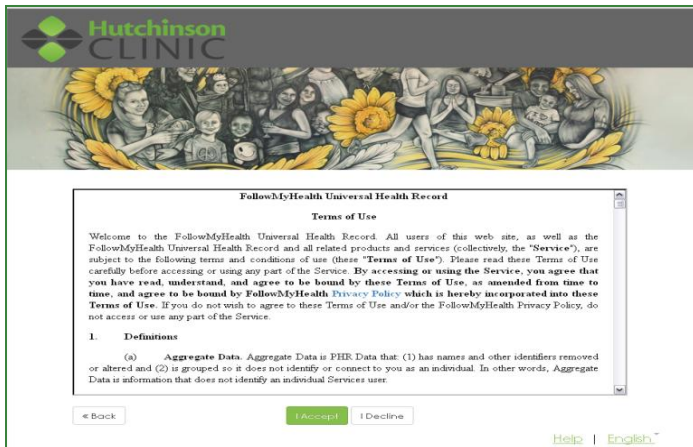 Hutchinson
CLINIC
FollowMyHealth Universal Health Record
Terms of Use
Welcome to the FollowMyHealth Universal Health Record. All users of this web site, as well as the
FollowMyHealth Universal Health Record and all related products and services (collectively, the "Service"), are
subject to the following terms and conditions of use (these "Terms of Use"). Please read these Terms of Use
carefully before accessing or using any part of the Service. By accessing or using the Service, you agree that
you have read, understand, and agree to be bound by these Terms of Use, as amended from time to
time, and agree to be bound by FollowMyHealth Privacy Policy which is hereby incorporated into these
Terms of Use. If you do not wish to agree to these Terms of Use and/or the FollowMyHealth Privacy Policy, do
not access or use any part of the Service.
1. Definitions
(a) Aggregate Data. Aggregate Data is PHR Data that: (1) has names and other identifiers removed
or altered and (2) is grouped so it does not identify or connect to you as an individual. In other words, Aggregate
Data is information that does not identify an individual Services user.
« Back I Accept I Decline
Help | English